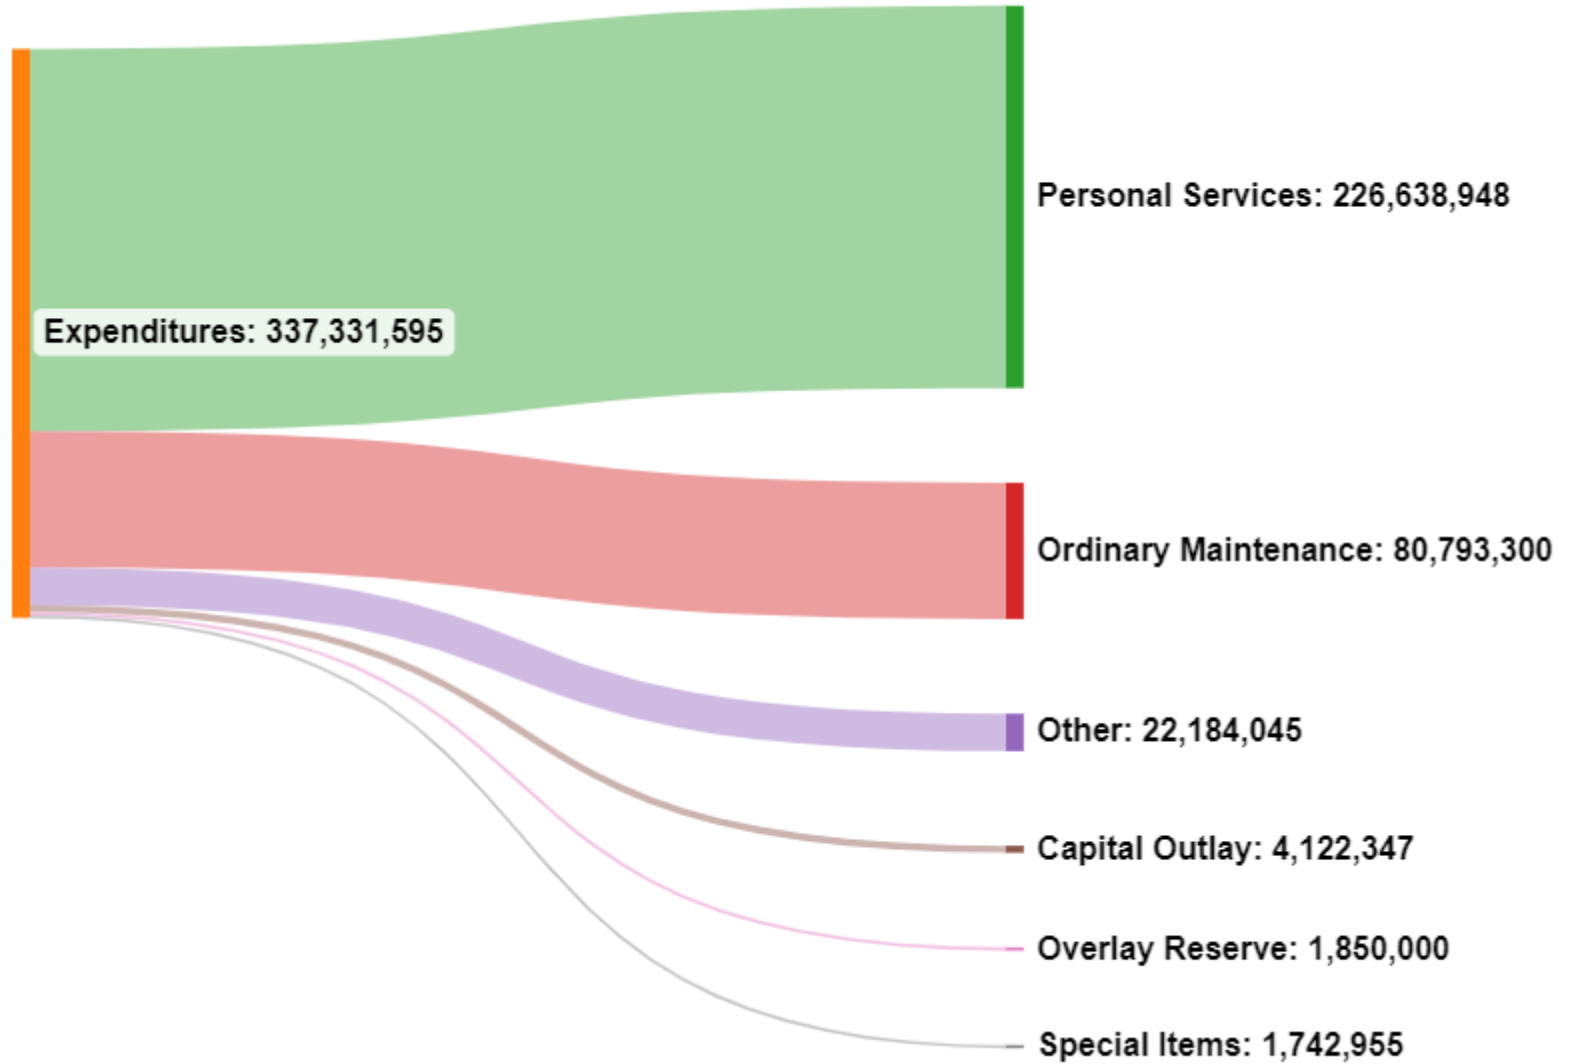 Personal Services: 226,638,948
Expenditures: 337,331,595
Ordinary Maintenance: 80,793,300
Other: 22,184,045
Capital Outlay: 4,122,347
Overlay Reserve: 1,850,000
Special Items: 1,742,955